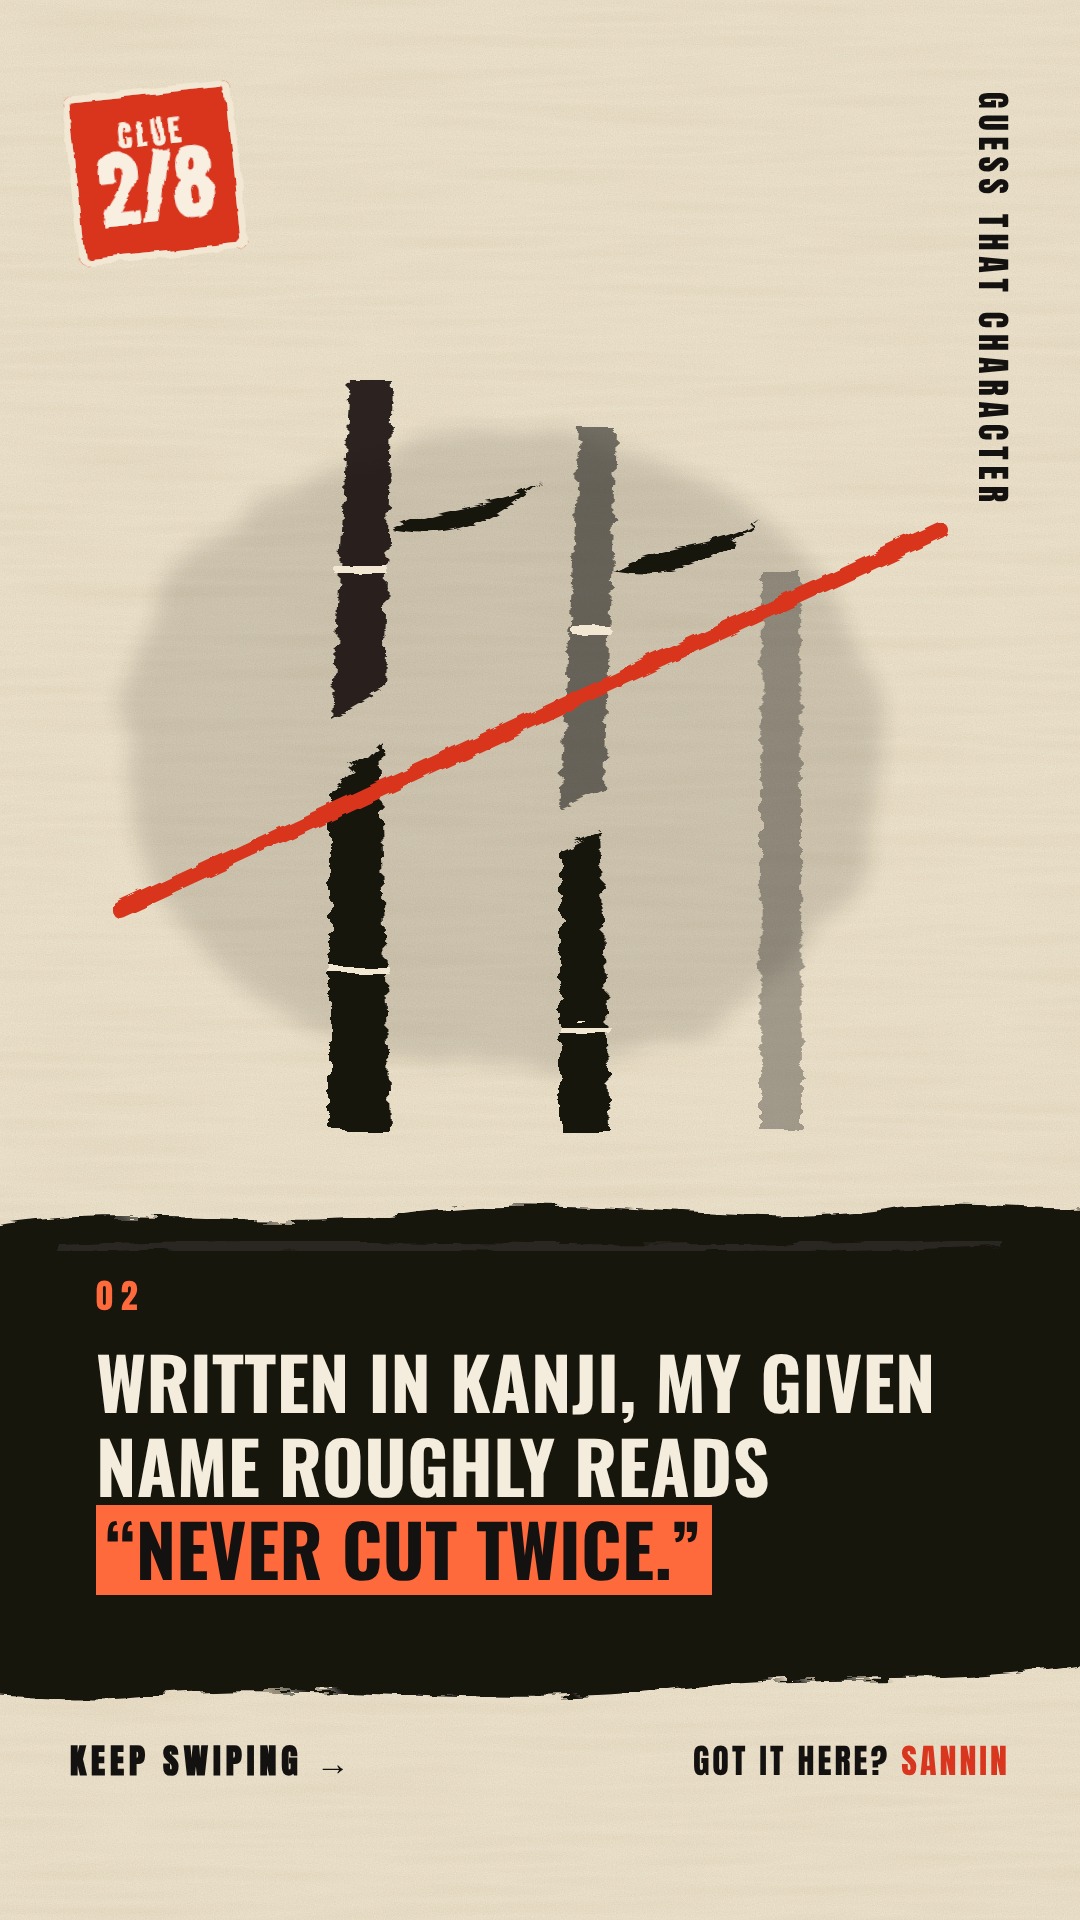 CLUE
2/8
GUESS THAT CHARACTER
02
WRITTEN IN KANJI, MY GIVEN
NAME ROUGHLY READS
“NEVER CUT TWICE.”
KEEP SWIPING →
GOT IT HERE? SANNIN